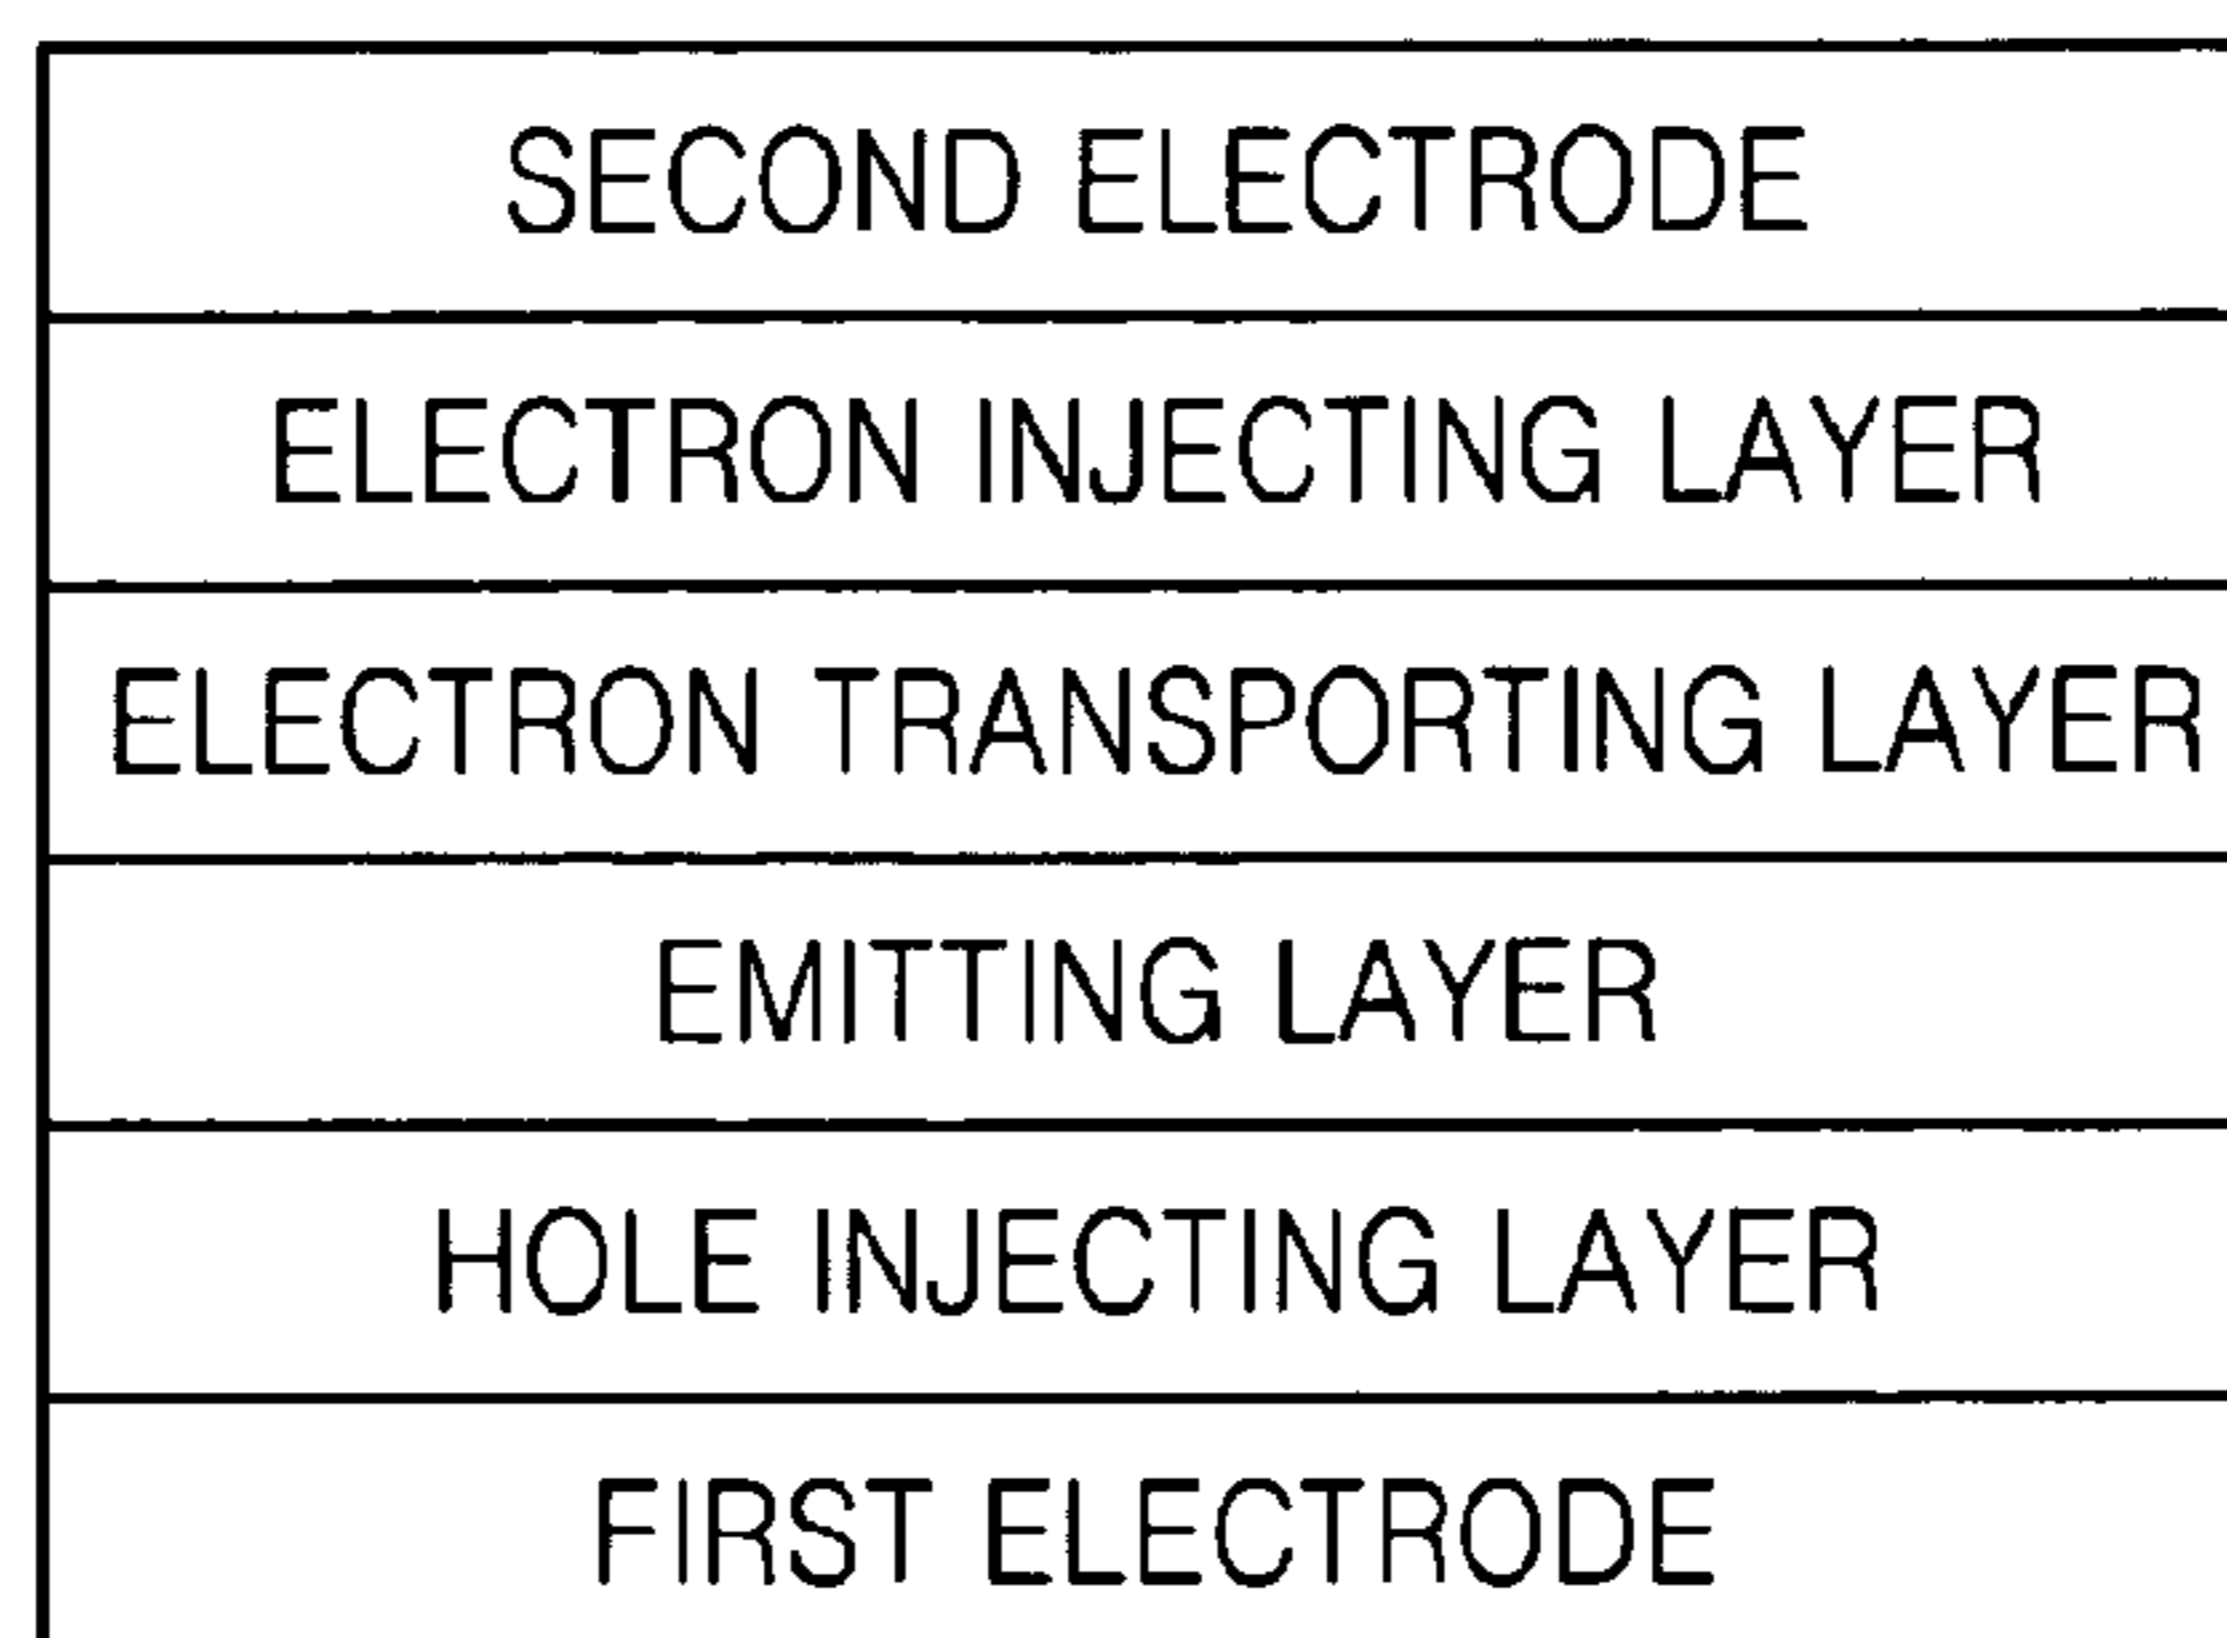 SECOND ELECTRODE
ELECTRON INJECTING LAYER
ELECTRON TRANSPORTING LAYER
EMITTING LAYER
HOLE INJECTING LAYER
FIRST ELECTRODE